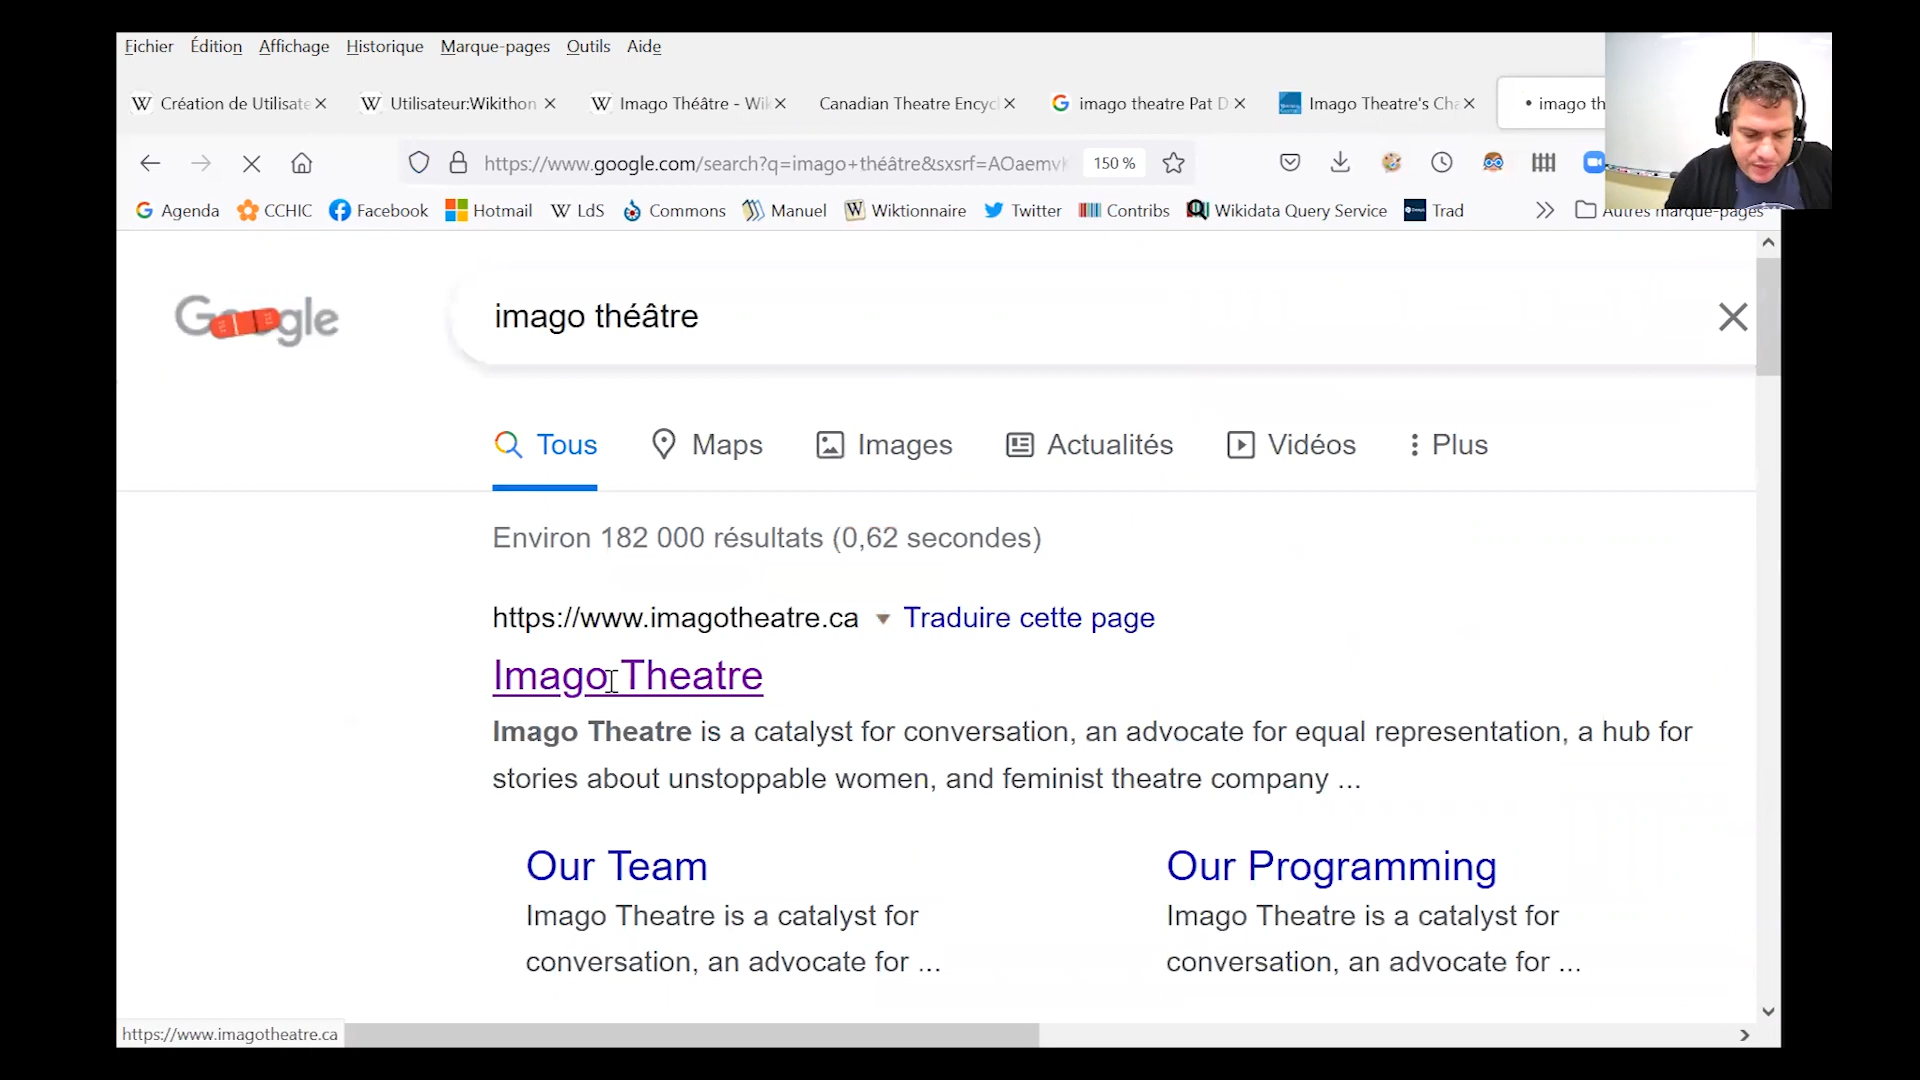 Fichier Édition Affichage Historique Marque-pages Outils Aide
Création de Utilisate Utilisateur:Wikithon Imago Théâtre - Wik Canadian Theatre Encyc imago theatre Pat D Imago Theatre's Cha imago th
https://www.google.com/search?q=imago+théâtre&sxsrf=AOaemv 150 %
Agenda CCHIC Facebook Hotmail LdS Commons Manuel Wiktionnaire Twitter Contribs Wikidata Query Service Trad Autres marque-pages
Google imago théâtre
Tous Maps Images Actualités Vidéos Plus
Environ 182 000 résultats (0,62 secondes)
https://www.imagotheatre.ca Traduire cette page
Imago Theatre
Imago Theatre is a catalyst for conversation, an advocate for equal representation, a hub for
stories about unstoppable women, and feminist theatre company ...
Our Team Our Programming
Imago Theatre is a catalyst for Imago Theatre is a catalyst for
conversation, an advocate for ... conversation, an advocate for ...
https://www.imagotheatre.ca